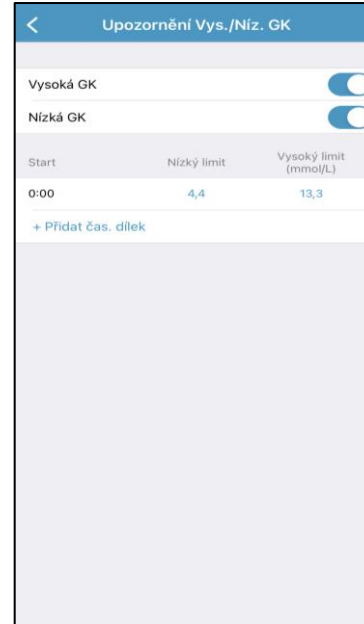 Upozornění Vys./Níz. GK
Vysoká GK
Nízká GK
Start Nízký limit Vysoký limit
(mmol/L)
0:00 4,4 13,3
+ Přidat čas. dílek